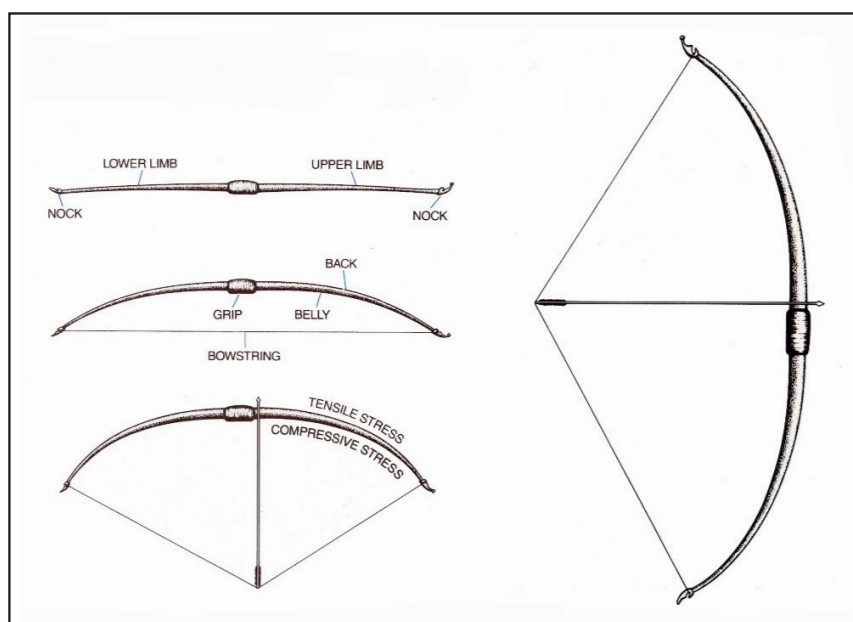 LOWER LIMB
UPPER LIMB
NOCK
NOCK
BACK
GRIP
BELLY
BOWSTRING
TENSILE STRESS
COMPRESSIVE STRESS